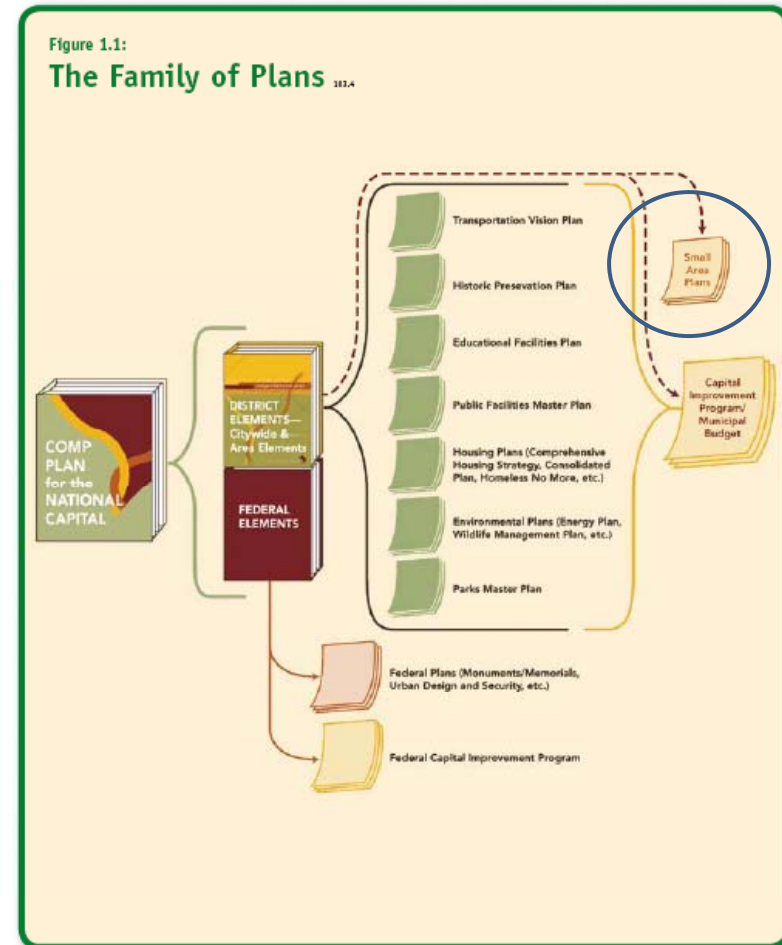 Figure 1.1:
The Family of Plans 103.4
Transportation Vision Plan
Historic Presevation Plan
Educational Facilities Plan
Public Facilities Master Plan
Housing Plans (Comprehensive
Housing Strategy, Consolidated
Plan, Homeless No More, etc.)
Environmental Plans (Energy Plan,
Wildlife Management Plan, etc.)
Parks Master Plan
Small
Area
Plans
Capital
Improvement
Program/
Municipal
Budget
COMP
PLAN
for the
NATIONAL
CAPITAL
DISTRICT
ELEMENTS—
Citywide &
Area Elements
FEDERAL
ELEMENTS
Federal Plans (Monuments/Memorials,
Urban Design and Security, etc.)
Federal Capital Improvement Program